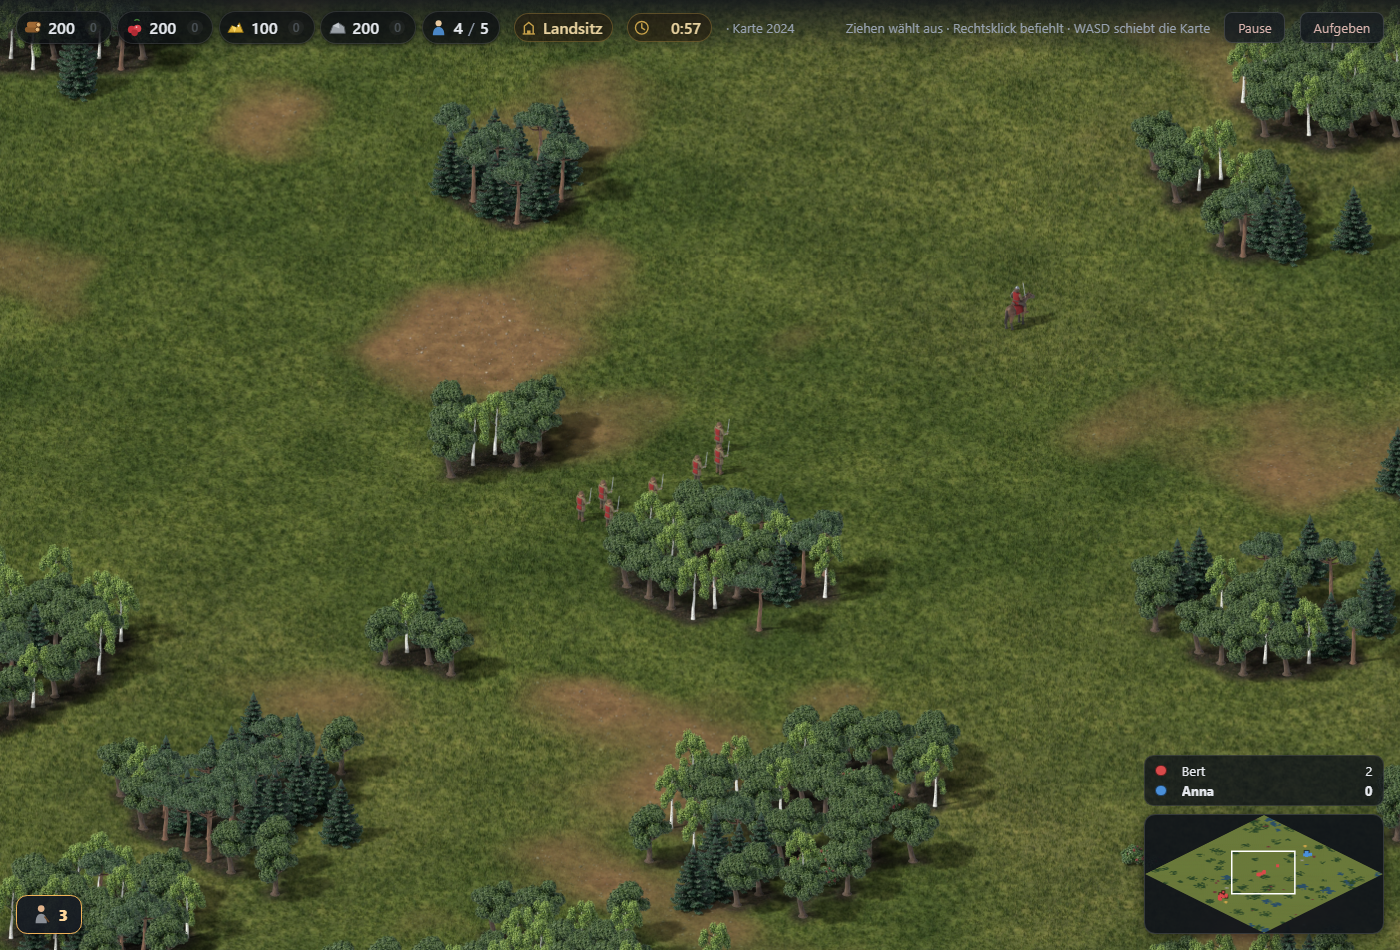 200 0 200 0 100 0 200 0 4 / 5 Landsitz 0:57 · Karte 2024 Ziehen wählt aus · Rechtsklick befiehlt · WASD schiebt die Karte Pause Aufgeben
Bert 2
Anna 0
3